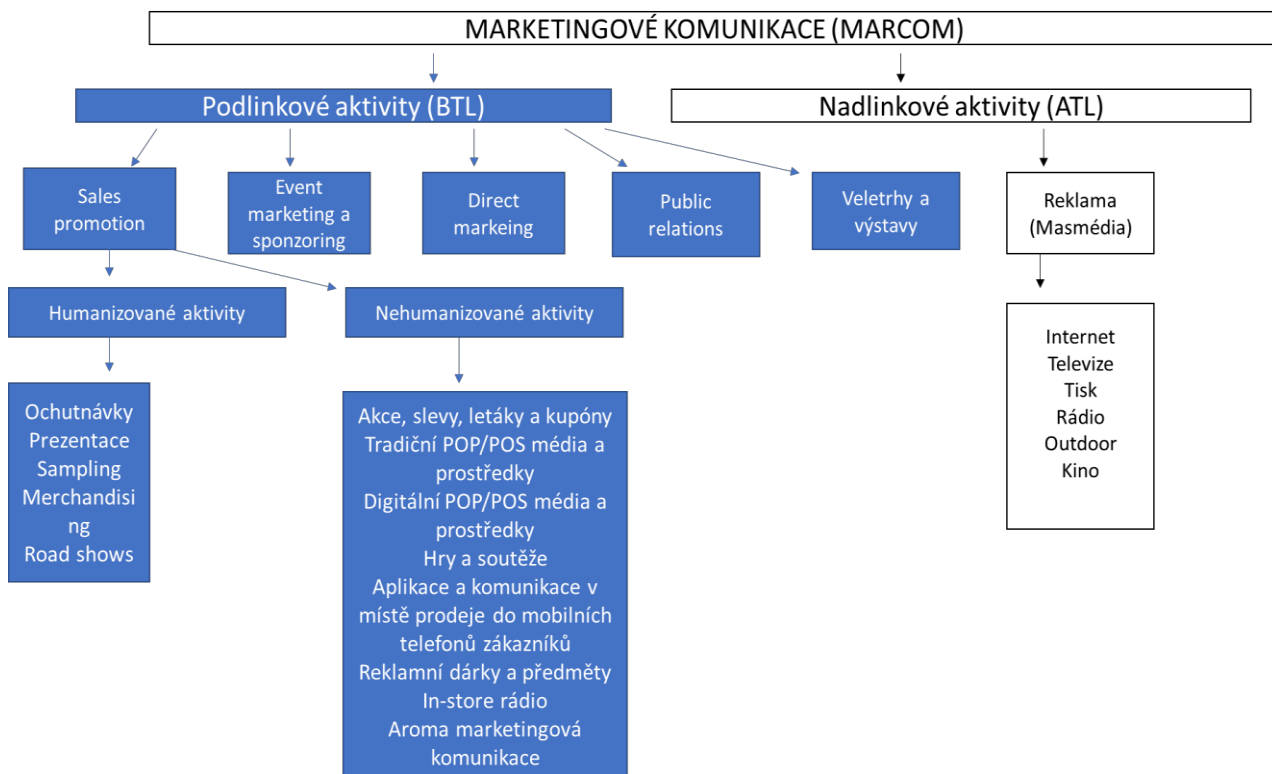 MARKETINGOVÉ KOMUNIKACE (MARCOM)
Podlinkové aktivity (BTL)
Nadlinkové aktivity (ATL)
Sales
promotion
Event
marketing a
sponzoring
Direct
markeing
Public
relations
Veletrhy a
výstavy
Reklama
(Masmédia)
Humanizované aktivity
Nehumanizované aktivity
Ochutnávky
Prezentace
Sampling
Merchandisi
ng
Road shows
Akce, slevy, letáky a kupóny
Tradiční POP/POS média a
prostředky
Digitální POP/POS média a
prostředky
Hry a soutěže
Aplikace a komunikace v
místě prodeje do mobilních
telefonů zákazníků
Reklamní dárky a předměty
In-store rádio
Aroma marketingová
komunikace
Internet
Televize
Tisk
Rádio
Outdoor
Kino